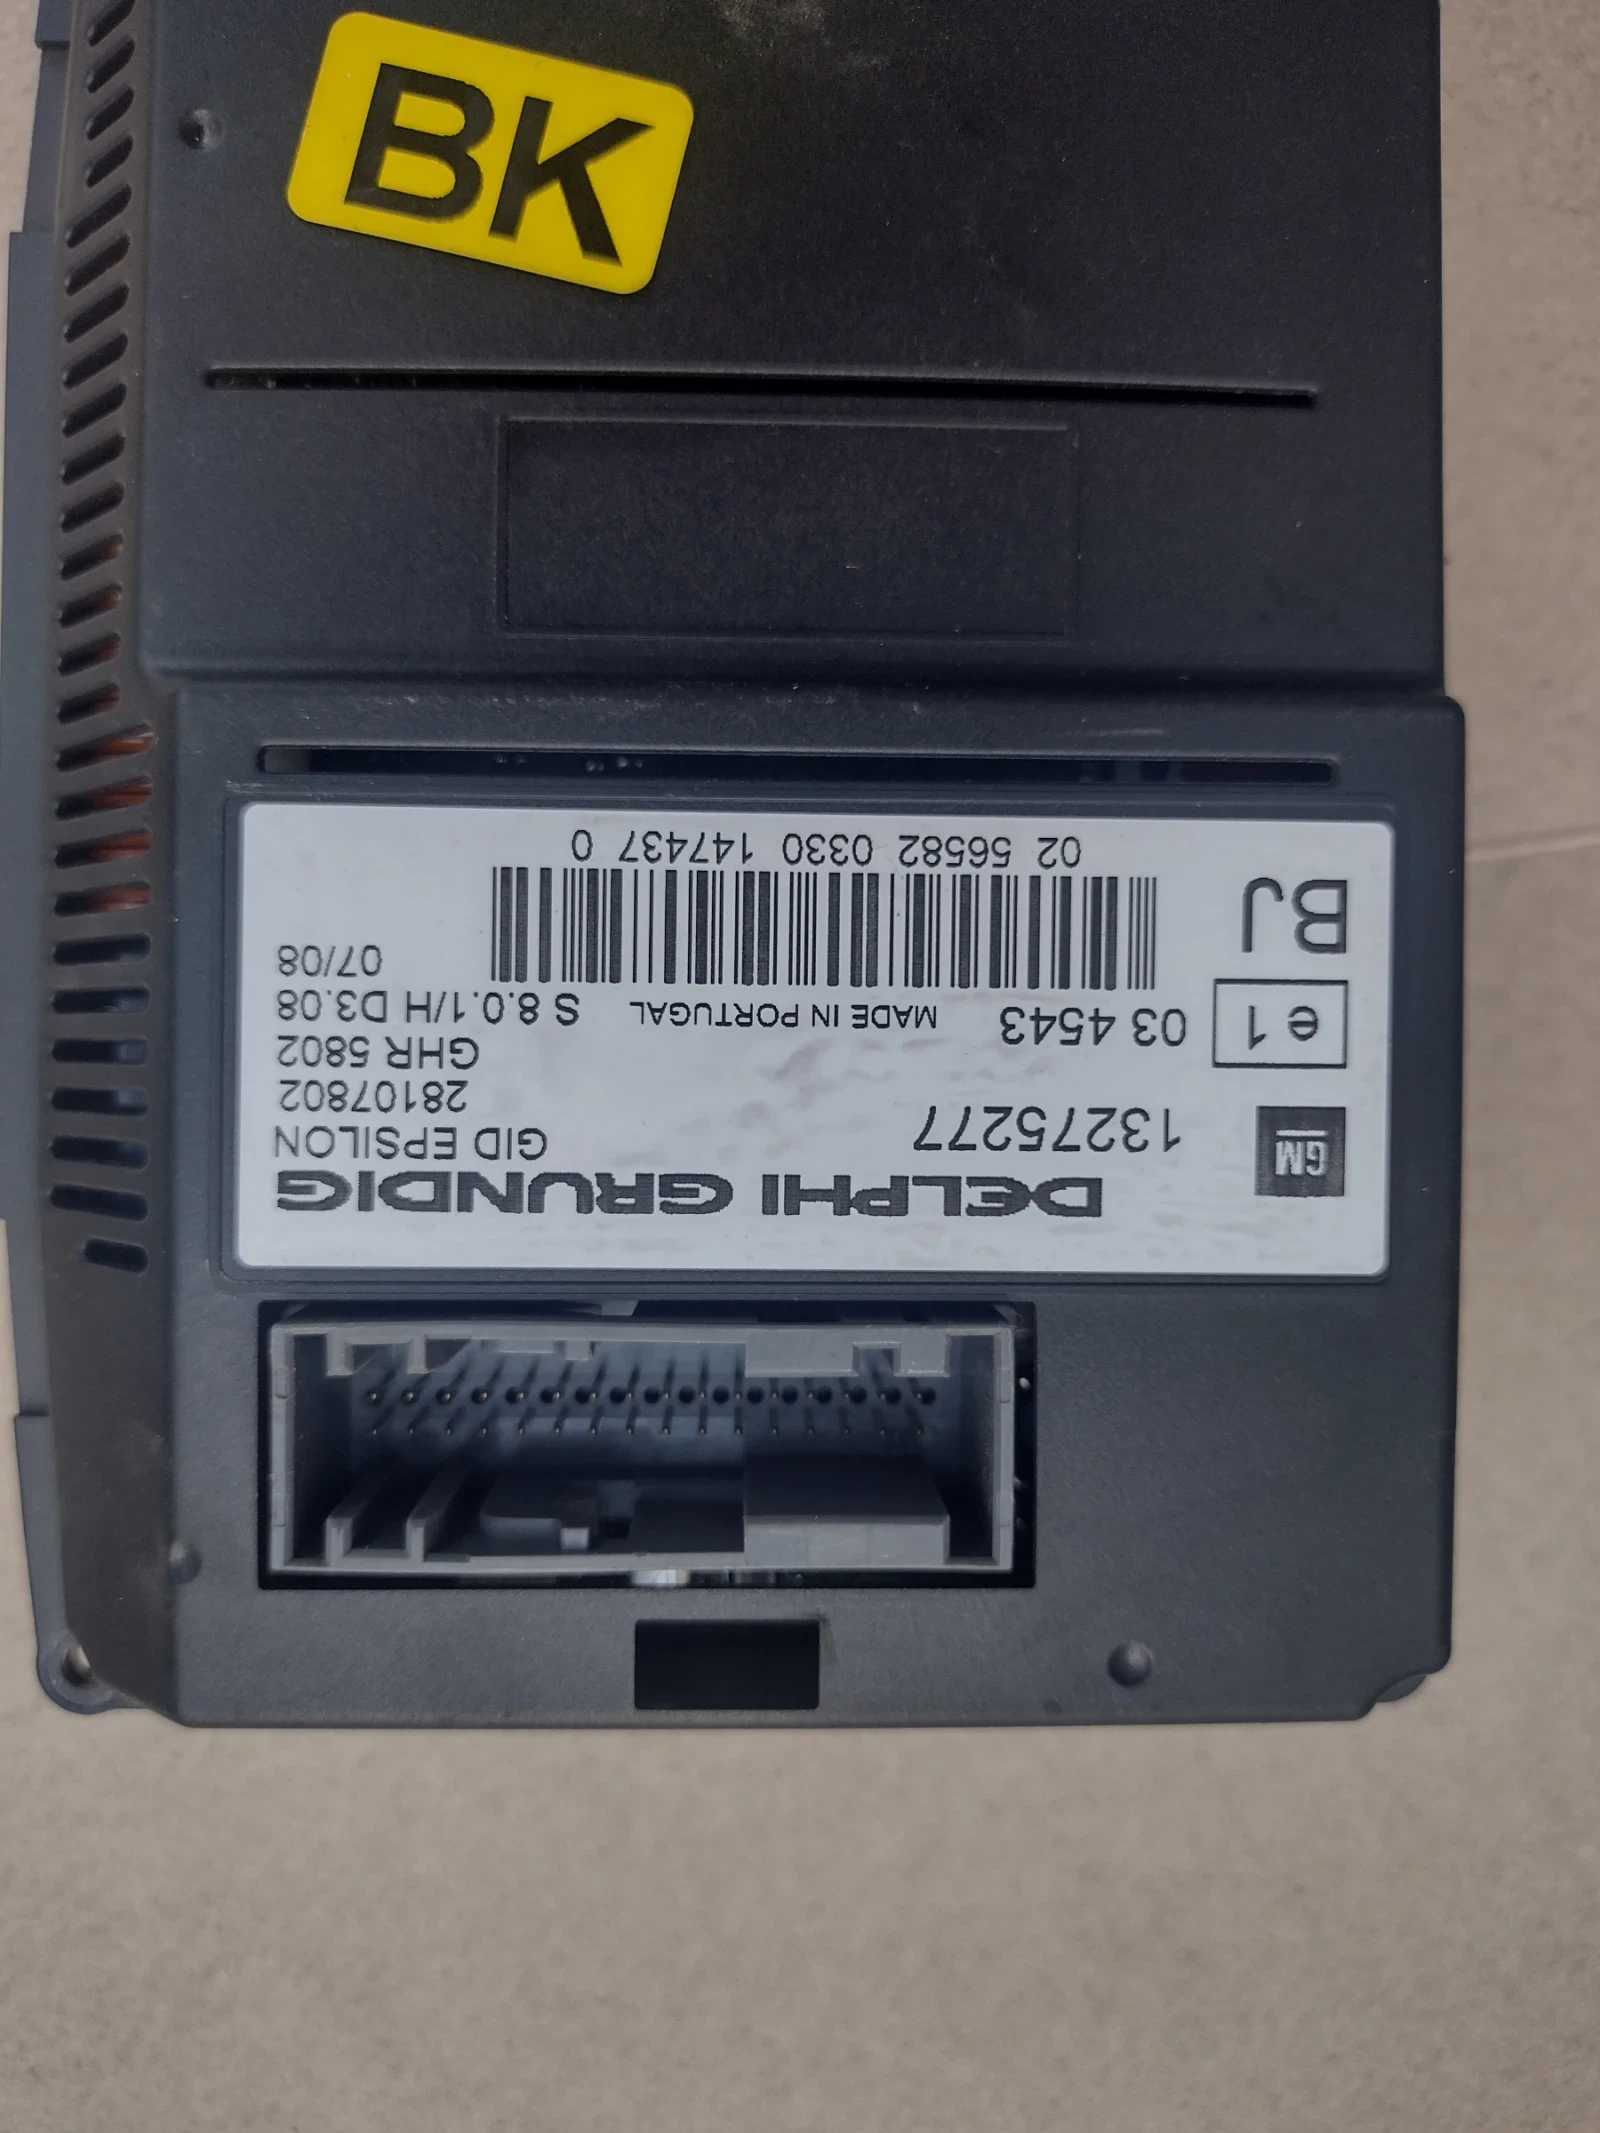 BK
DELPHI GRUNDIG
GM
13275277
GID EPSILON
28107802
GHR 5802
e1
03 4543
MADE IN PORTUGAL
S 8.0.1/H D3.08
07/08
BJ
02 56582 0330 147437 0